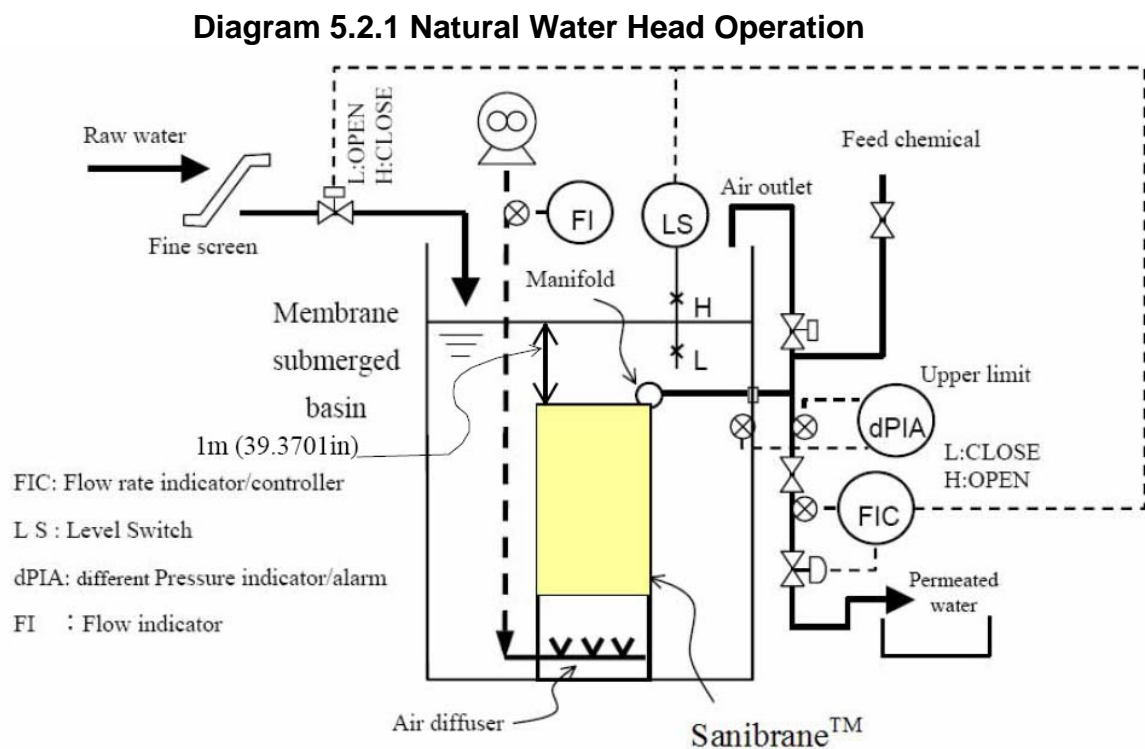 Diagram 5.2.1 Natural Water Head Operation
Raw water
L:OPEN
H:CLOSE
Feed chemical
Air outlet
FI
LS
Fine screen
Manifold
H
L
Membrane
submerged
basin
1m (39.3701in)
Upper limit
dPIA
L:CLOSE
H:OPEN
FIC
FIC: Flow rate indicator/controller
L S : Level Switch
dPIA: different Pressure indicator/alarm
FI : Flow indicator
Permeated
water
Air diffuser
Sanibrane™